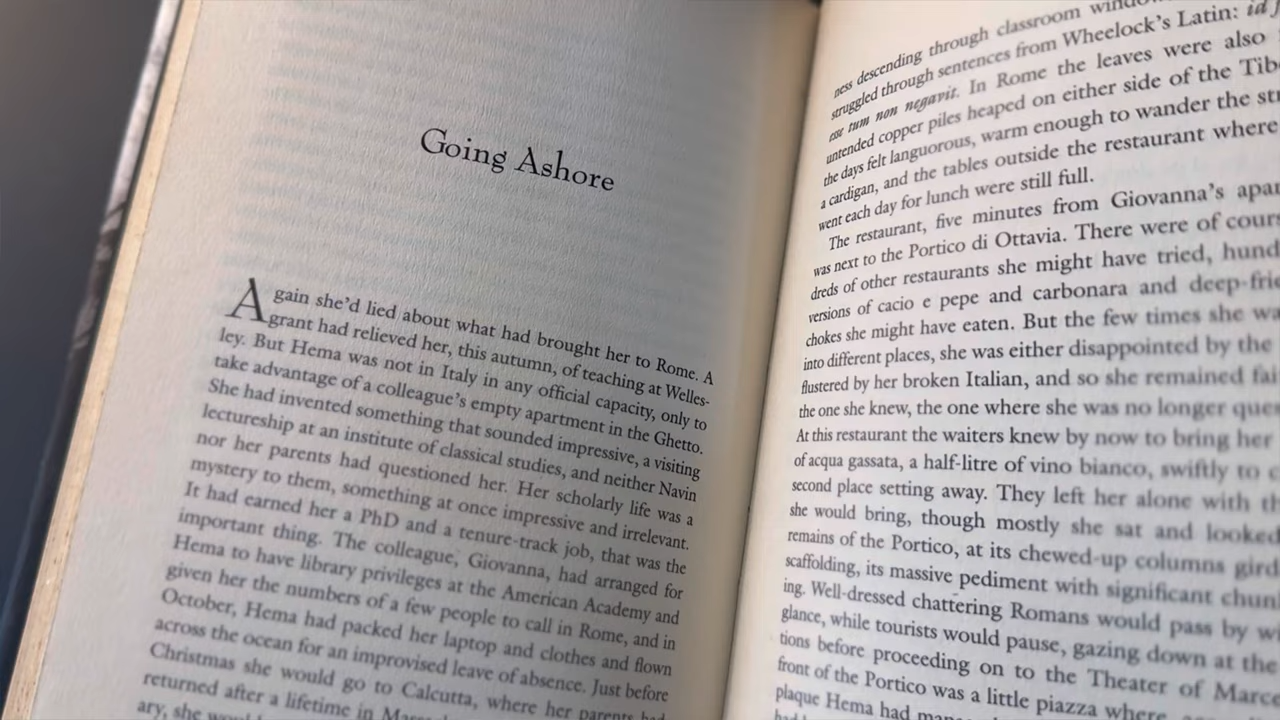 Going Ashore
Again she'd lied about what had brought her to Rome. A
grant had relieved her, this autumn, of teaching at Welles-
ley. But Hema was not in Italy in any official capacity, only to
take advantage of a colleague's empty apartment in the Ghetto.
She had invented something that sounded impressive, a visiting
lectureship at an institute of classical studies, and neither Navin
nor her parents had questioned her. Her scholarly life was a
mystery to them, something at once impressive and irrelevant.
It had earned her a PhD and a tenure-track job, that was the
important thing. The colleague, Giovanna, had arranged for
Hema to have library privileges at the American Academy and
given her the numbers of a few people to call in Rome, and in
October, Hema had packed her laptop and clothes and flown
across the ocean for an improvised leave of absence. Just before
Christmas she would go to Calcutta, where her parents had
returned after a lifetime in
ary, she
ness descending through classroom
struggled through sentences from Wheelock's Latin: id
esse tum non negavit. In Rome the leaves were also
untended copper piles heaped on either side of the
the days felt languorous, warm enough to wander the
a cardigan, and the tables outside the restaurant where
went each day for lunch were still full.
The restaurant, five minutes from Giovanna's
was next to the Portico di Ottavia. There were of
dreds of other restaurants she might have tried,
versions of cacio e pepe and carbonara and
chokes she might have eaten. But the few times she
into different places, she was either disappointed by the
flustered by her broken Italian, and so she remained
the one she knew, the one where she was no longer
At this restaurant the waiters knew by now to bring her
of acqua gassata, a half-litre of vino bianco, swiftly to
second place setting away. They left her alone with
she would bring, though mostly she sat and looked
remains of the Portico, at its chewed-up columns
scaffolding, its massive pediment with significant
ing. Well-dressed chattering Romans would pass by
glance, while tourists would pause, gazing down at the
tions before proceeding on to the Theater of
front of the Portico was a little piazza where
plaque Hema had